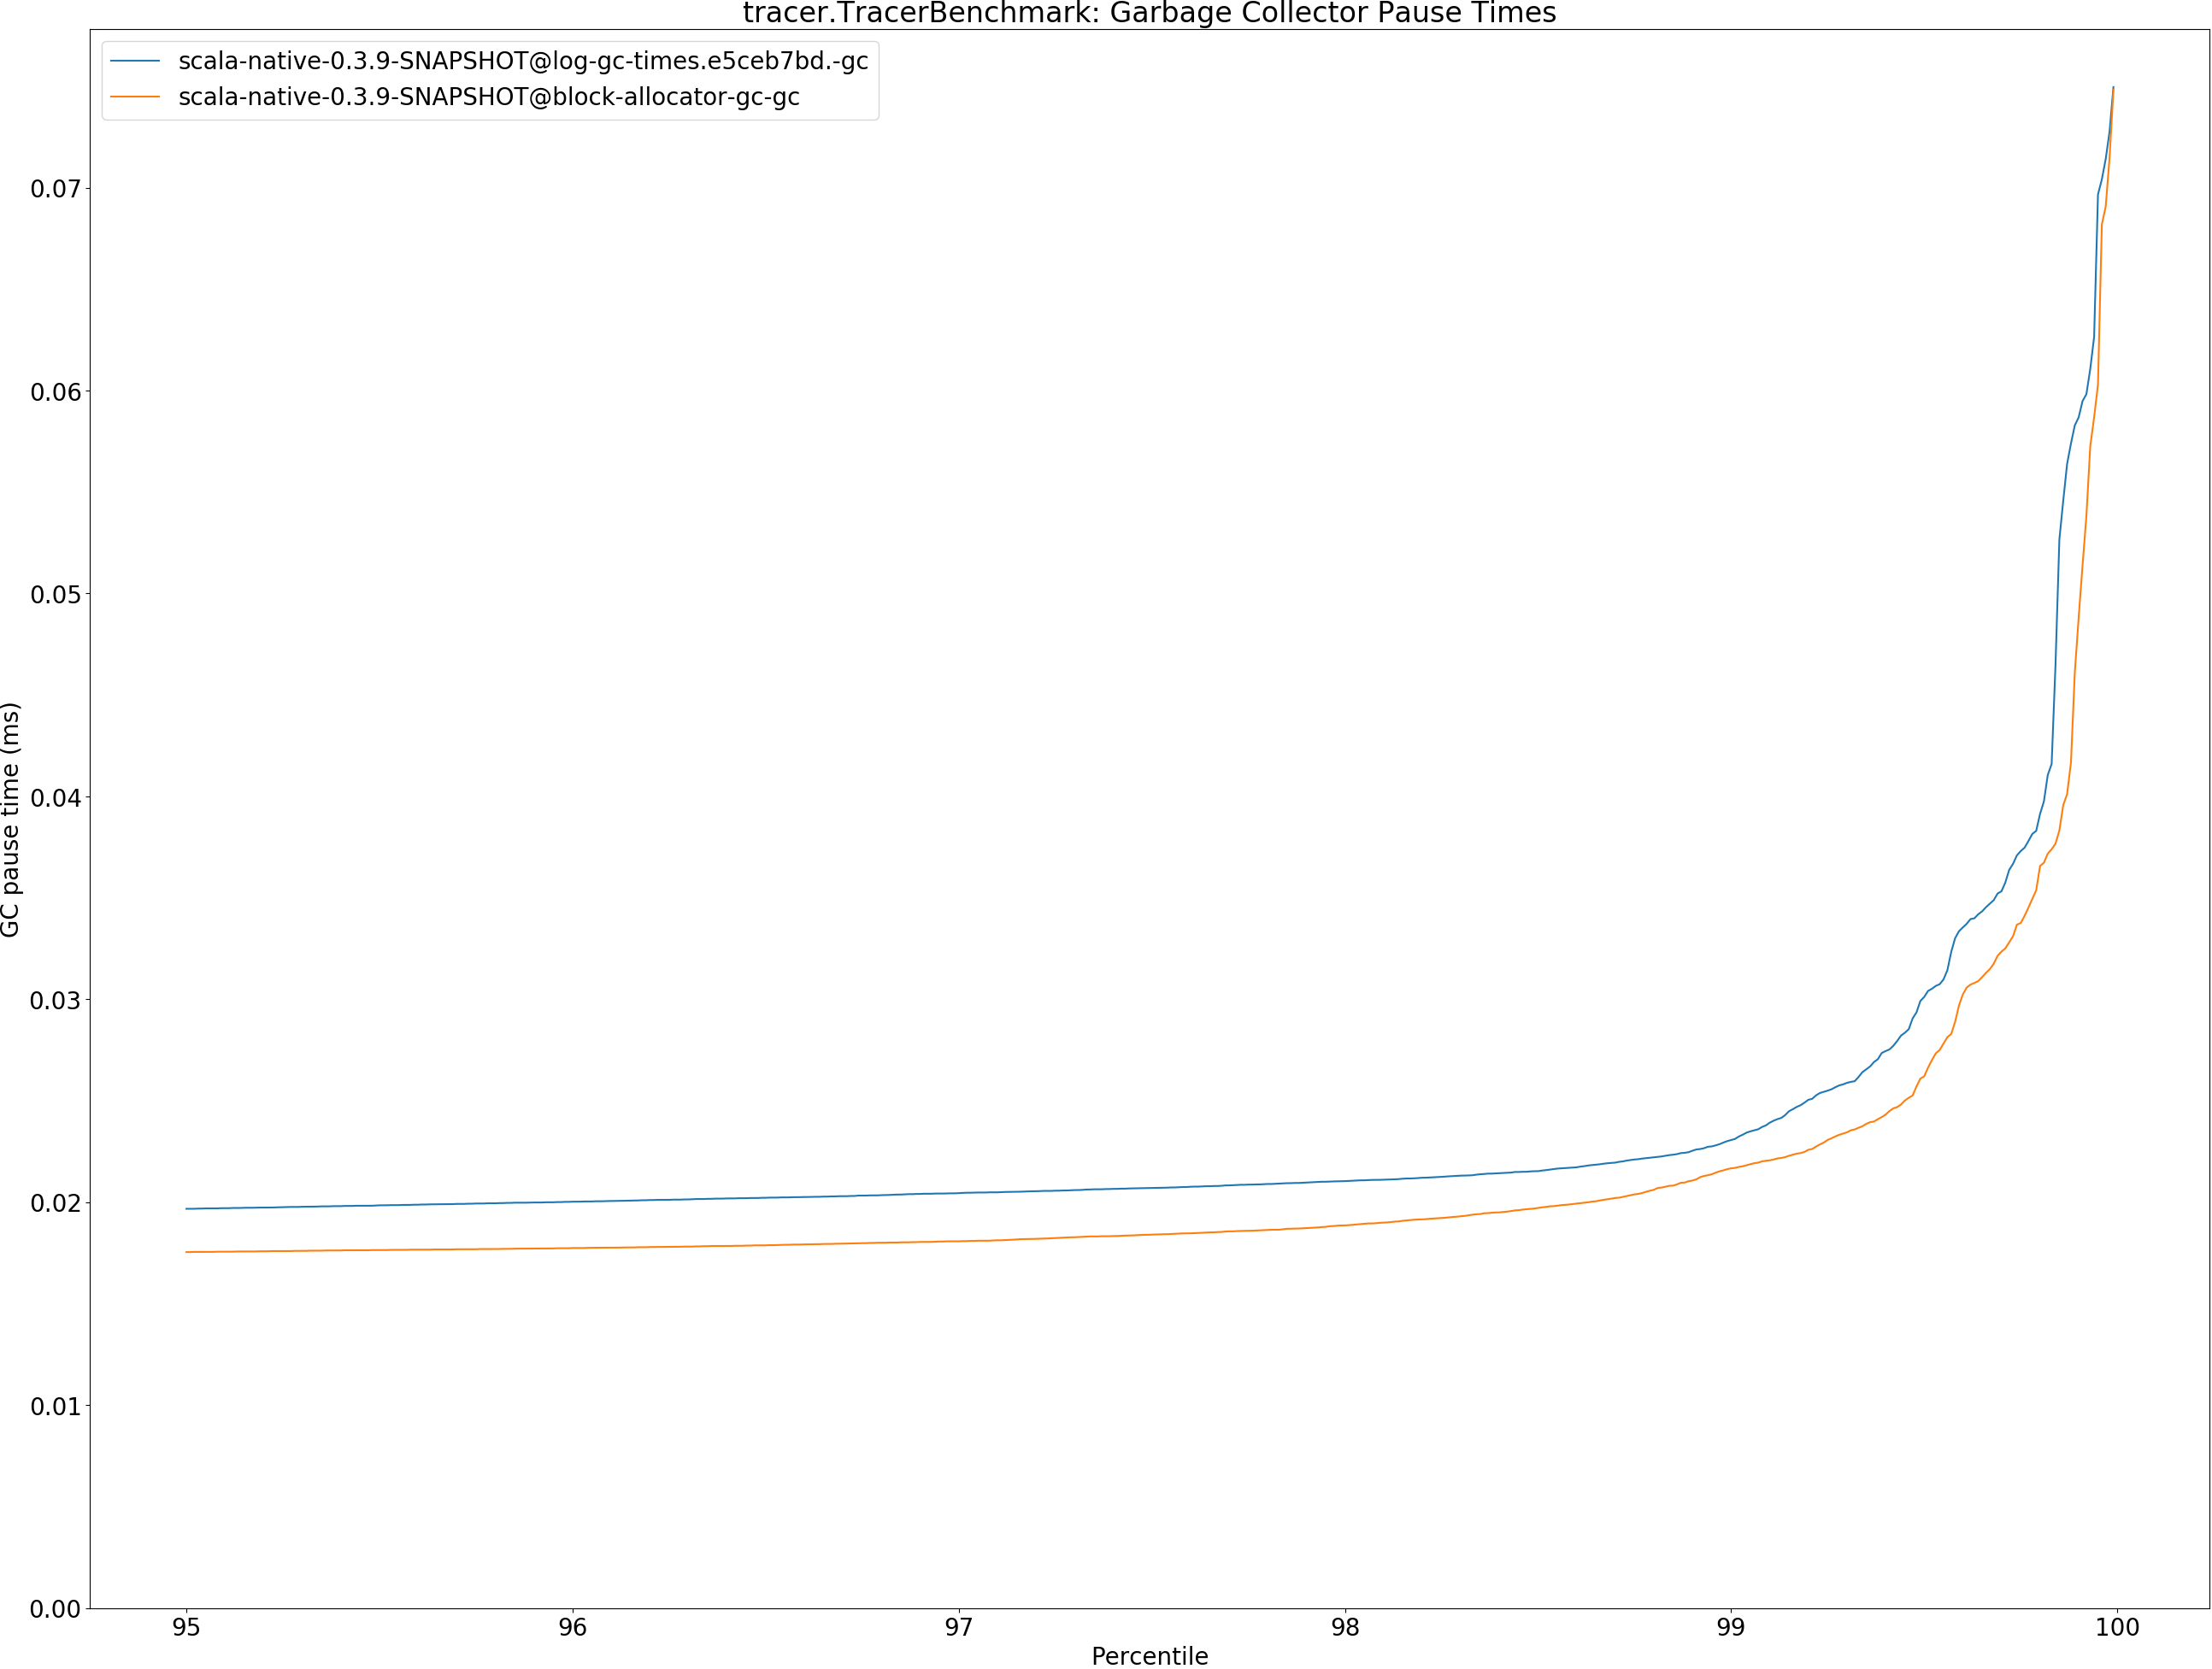 tracer.TracerBenchmark: Garbage Collector Pause Times
scala-native-0.3.9-SNAPSHOT@log-gc-times.e5ceb7bd.-gc
scala-native-0.3.9-SNAPSHOT@block-allocator-gc-gc
GC pause time (ms)
0.07
0.06
0.05
0.04
0.03
0.02
0.01
0.00
95 96 97 98 99 100
Percentile